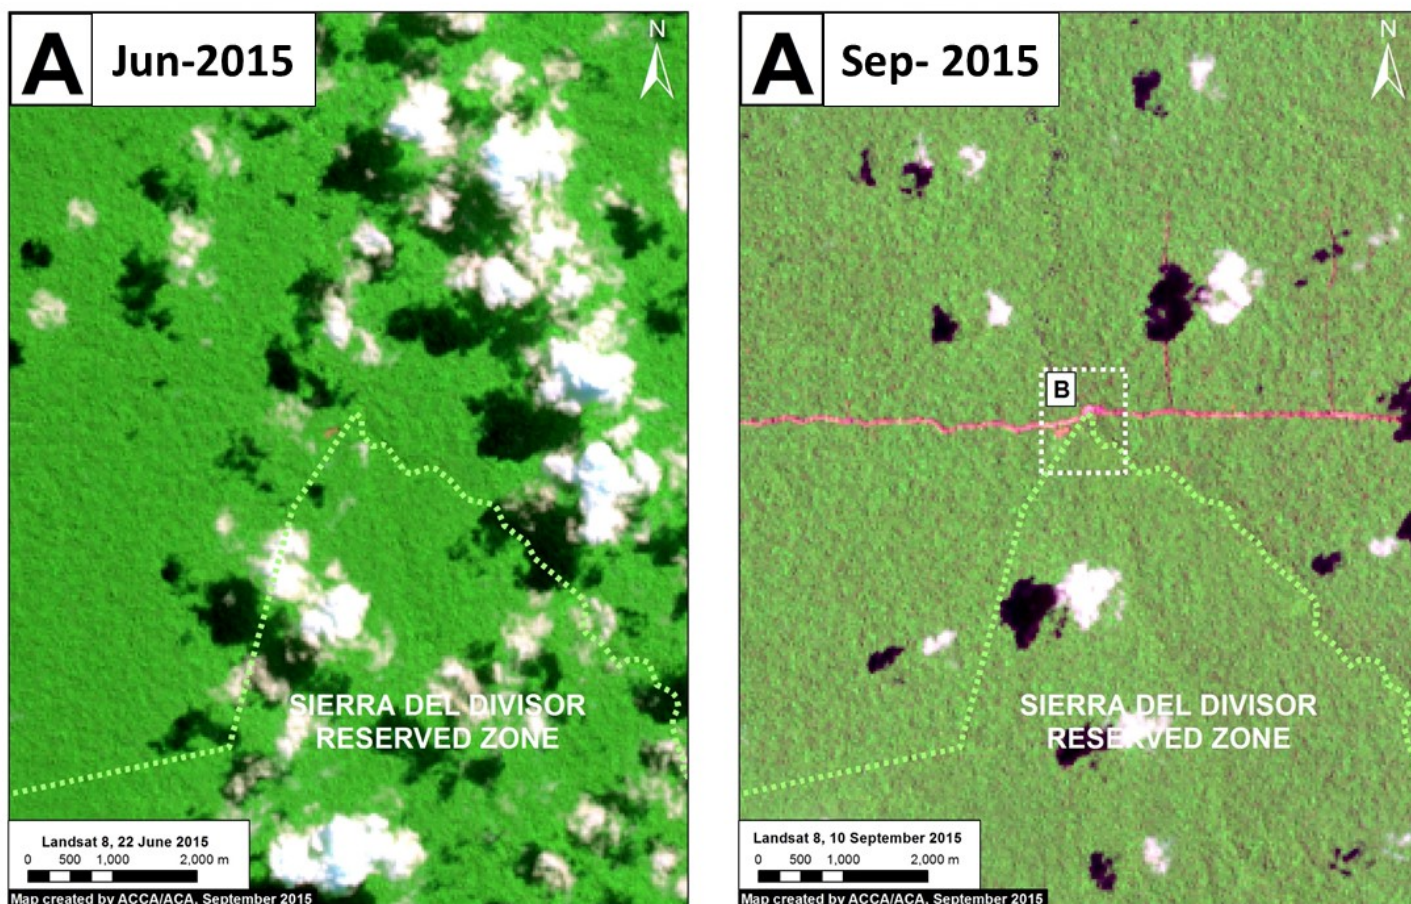 A
Jun-2015
N
SIERRA DEL DIVISOR
RESERVED ZONE
Landsat 8, 22 June 2015
0 500 1,000 2,000 m
Map created by ACCA/ACA, September 2015
A
Sep- 2015
N
B
SIERRA DEL DIVISOR
RESERVED ZONE
Landsat 8, 10 September 2015
0 500 1,000 2,000 m
Map created by ACCA/ACA, September 2015